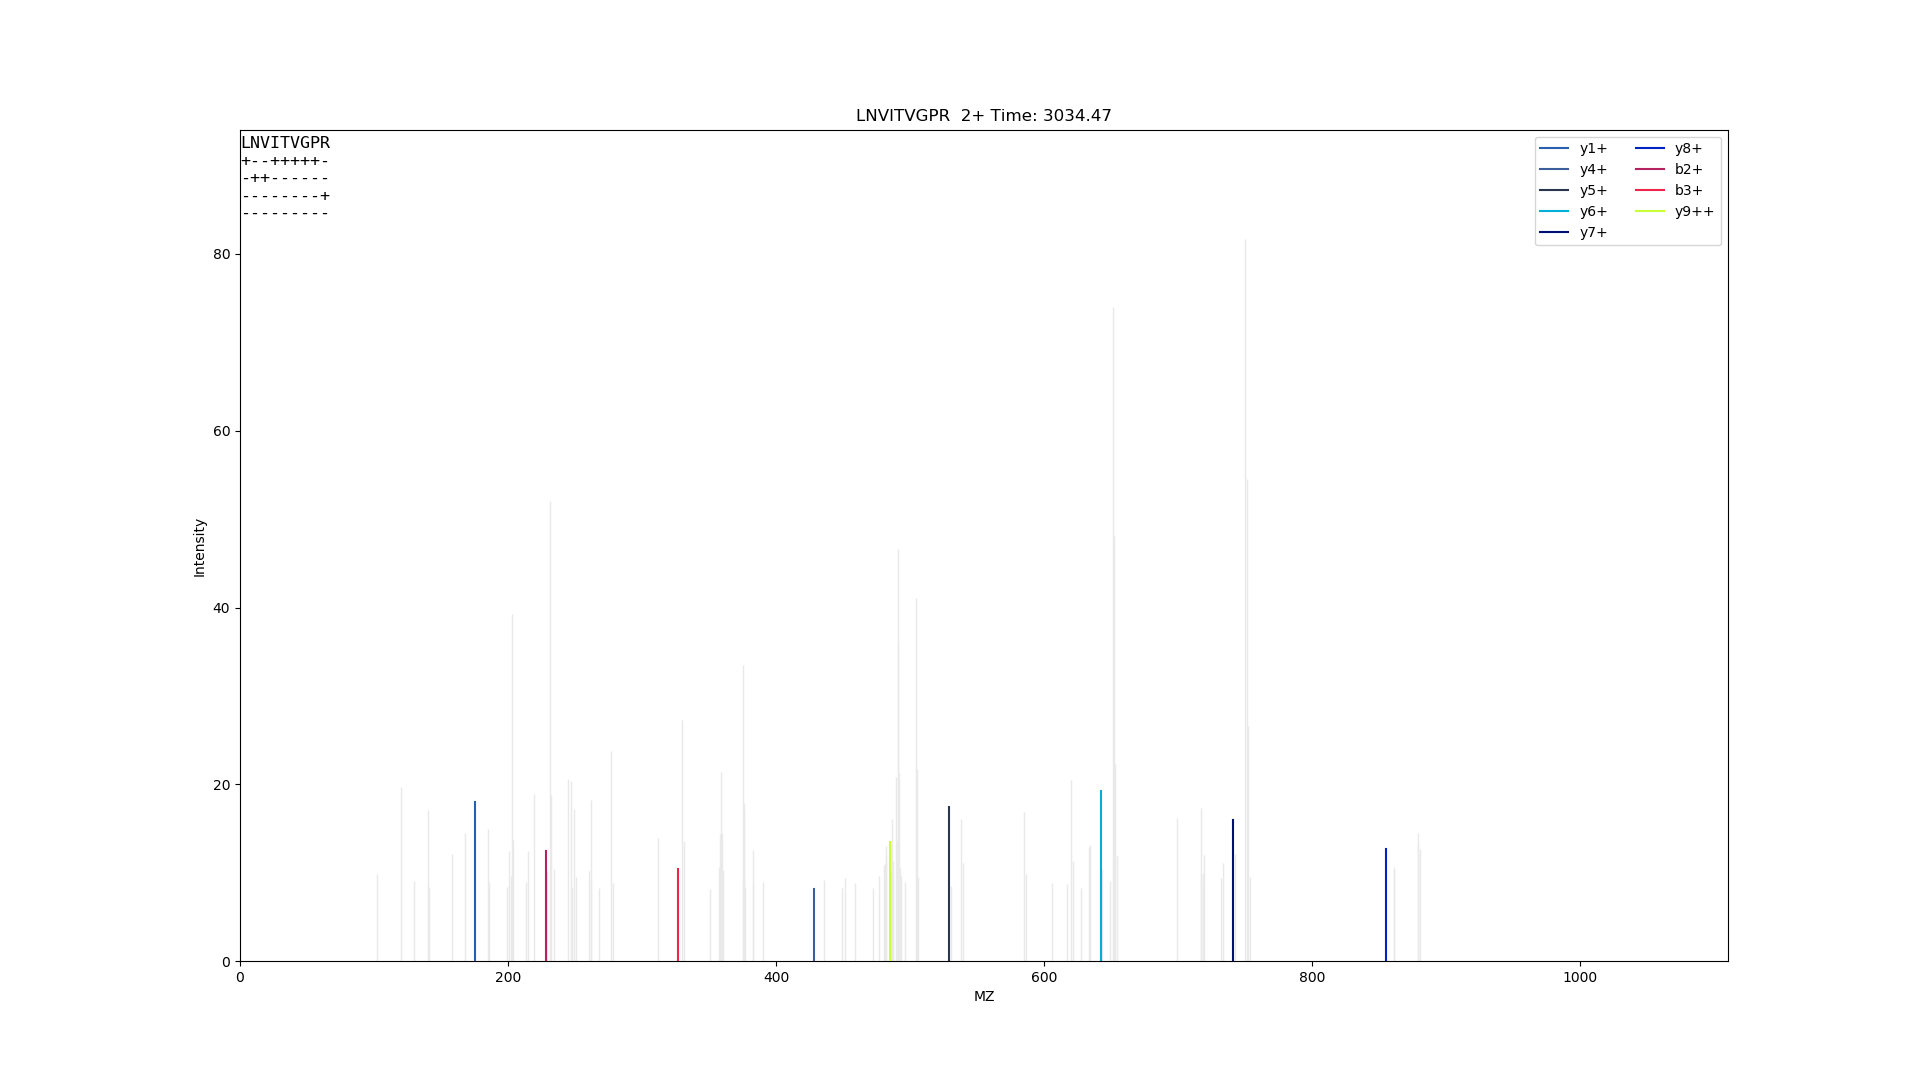 LNVITVGPR  2+ Time: 3034.47
LNVITVGPR
+--+++++-
-++------
--------+
---------
y1+
y4+
y5+
y6+
y7+
y8+
b2+
b3+
y9++
80
60
40
20
0
Intensity
0 200 400 600 800 1000
MZ